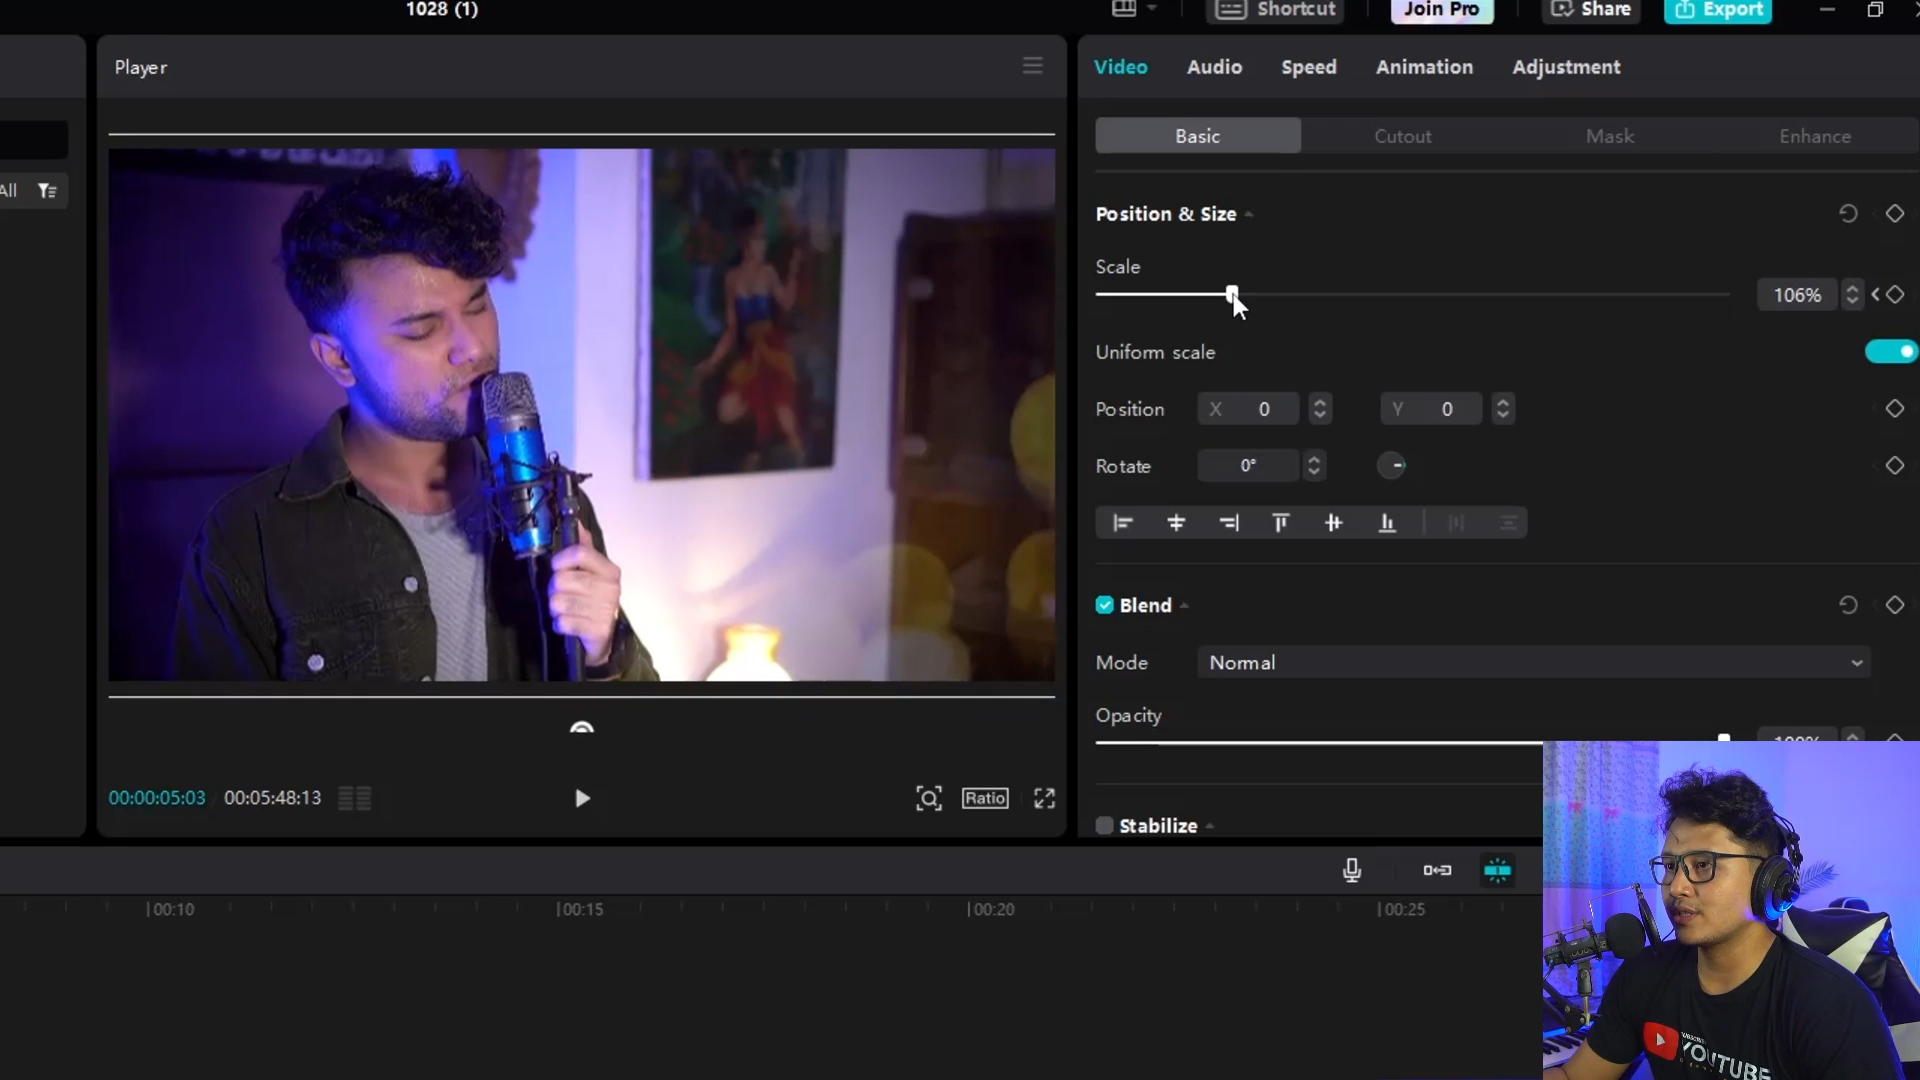 1028 (1)
Shortcut
Join Pro
Share
Export
Player
Video
Audio
Speed
Animation
Adjustment
Basic
Cutout
Mask
Enhance
All
Position & Size
Scale
106%
Uniform scale
Position X 0 Y 0
Rotate 0°
Blend
Mode Normal
Opacity
00:00:05:03 00:05:48:13
Ratio
Stabilize
00:10
00:15
00:20
00:25
YOUTUBE